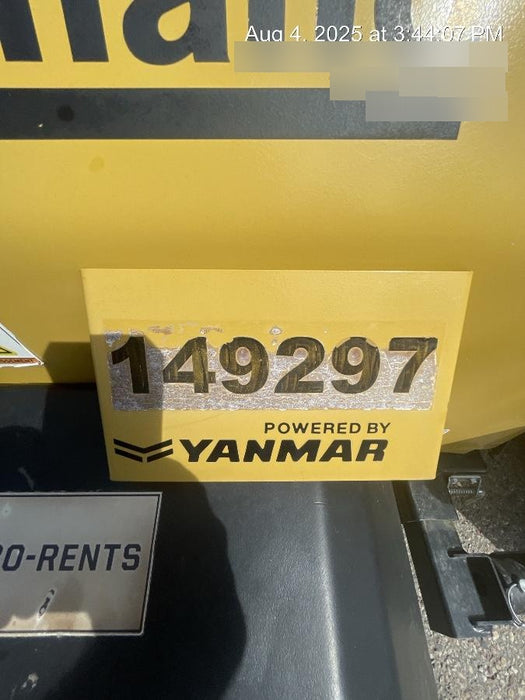 Aug 4, 2025 at 3:44:07 PM
149297
POWERED BY
YANMAR
O-RENTS